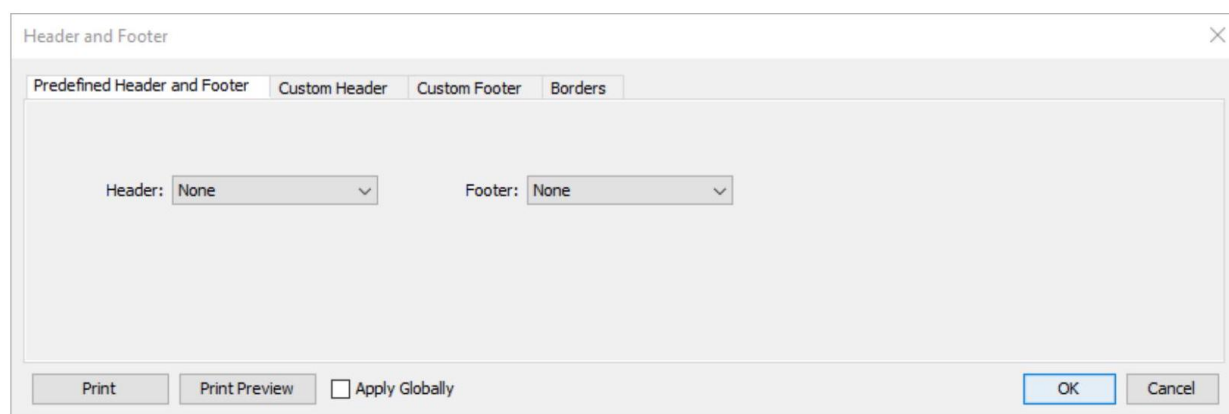 Header and Footer
Predefined Header and Footer Custom Header Custom Footer Borders
Header: None Footer: None
Print Print Preview Apply Globally OK Cancel